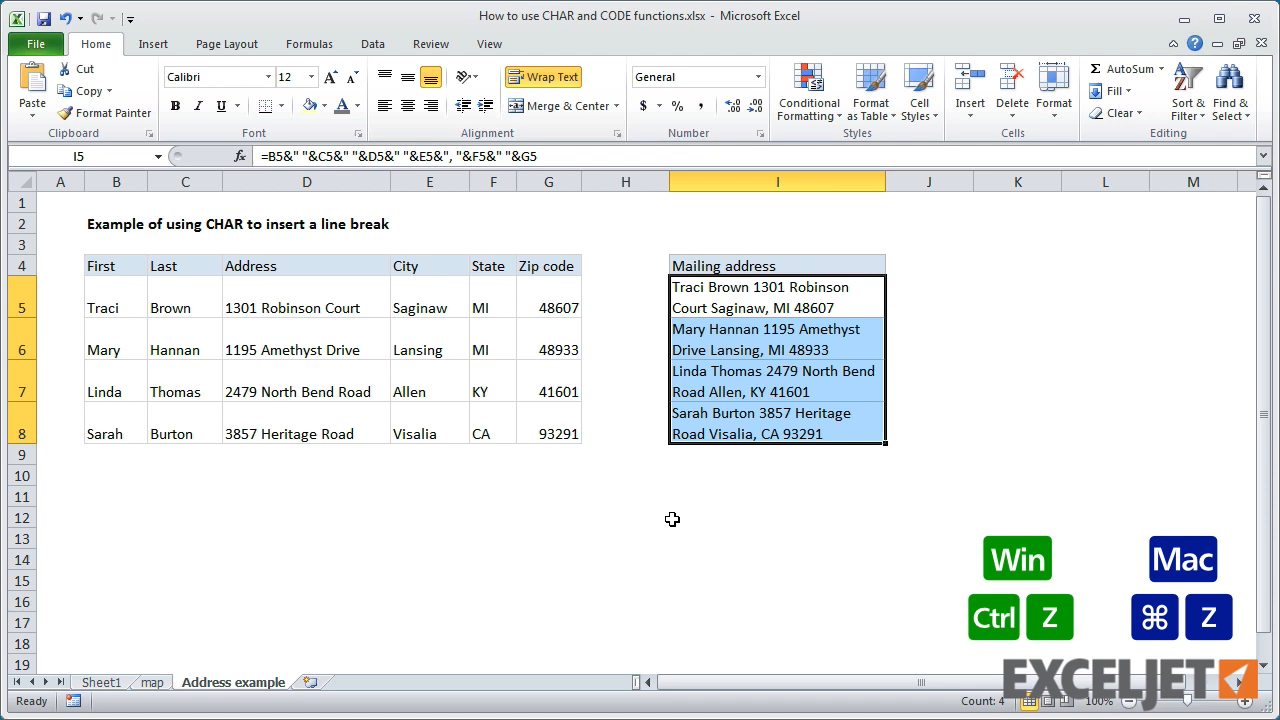 How to use CHAR and CODE functions.xlsx - Microsoft Excel
File Home Insert Page Layout Formulas Data Review View
Paste
Cut
Copy
Format Painter
Clipboard
Calibri 12
B I U A
Font
Wrap Text
Merge & Center
Alignment
General
$ % ,
Number
Conditional Formatting
Format as Table
Cell Styles
Styles
Insert Delete Format
Cells
AutoSum
Fill
Clear
Sort & Filter
Find & Select
Editing
I5 fx =B5&" "&C5&" "&D5&" "&E5&", "&F5&" "&G5
A B C D E F G H I J K L M
1
2 Example of using CHAR to insert a line break
3
4 First Last Address City State Zip code Mailing address
5 Traci Brown 1301 Robinson Court Saginaw MI 48607 Traci Brown 1301 Robinson
Court Saginaw, MI 48607
6 Mary Hannan 1195 Amethyst Drive Lansing MI 48933 Mary Hannan 1195 Amethyst
Drive Lansing, MI 48933
7 Linda Thomas 2479 North Bend Road Allen KY 41601 Linda Thomas 2479 North Bend
Road Allen, KY 41601
8 Sarah Burton 3857 Heritage Road Visalia CA 93291 Sarah Burton 3857 Heritage
Road Visalia, CA 93291
9
10
11
12
13
14
15
16
17
18
19
Win Mac
Ctrl Z ⌘ Z
EXCELJET
Sheet1 map Address example
Ready Count: 4 100%